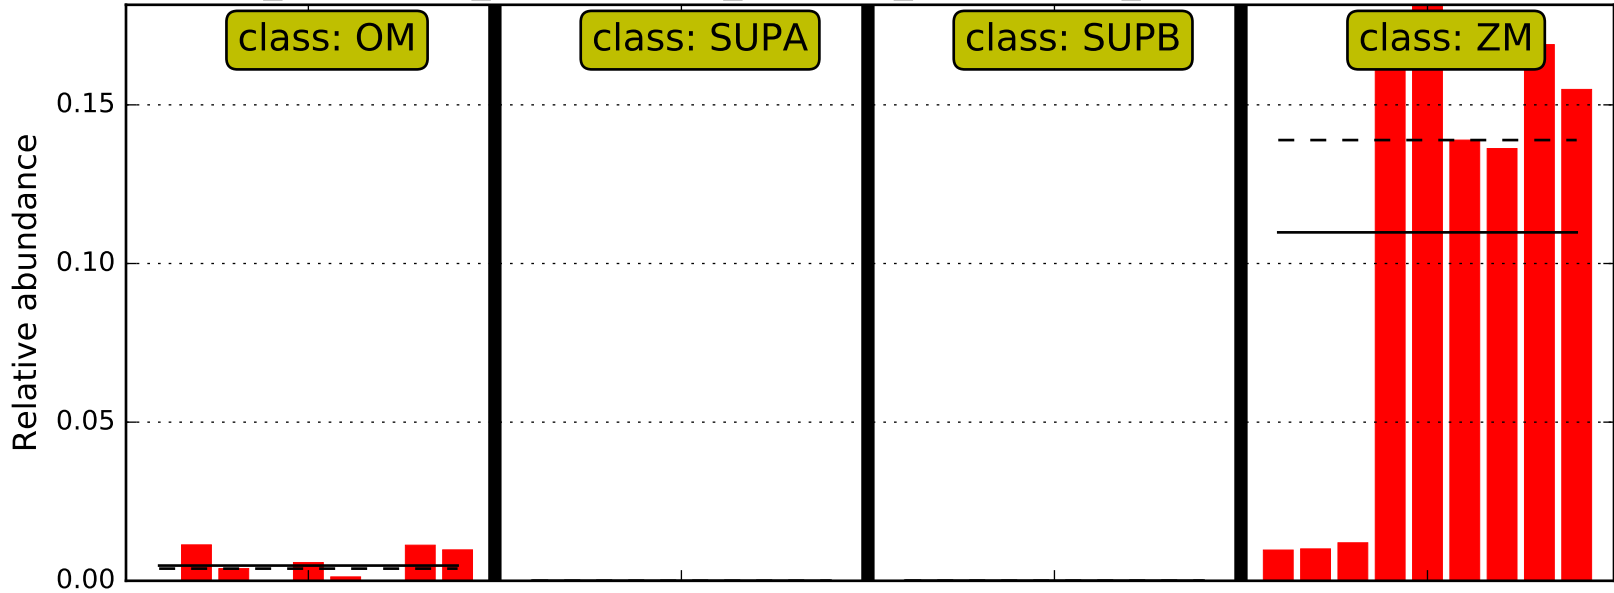 class: OM
class: SUPA
class: SUPB
class: ZM
Relative abundance
0.15
0.10
0.05
0.00